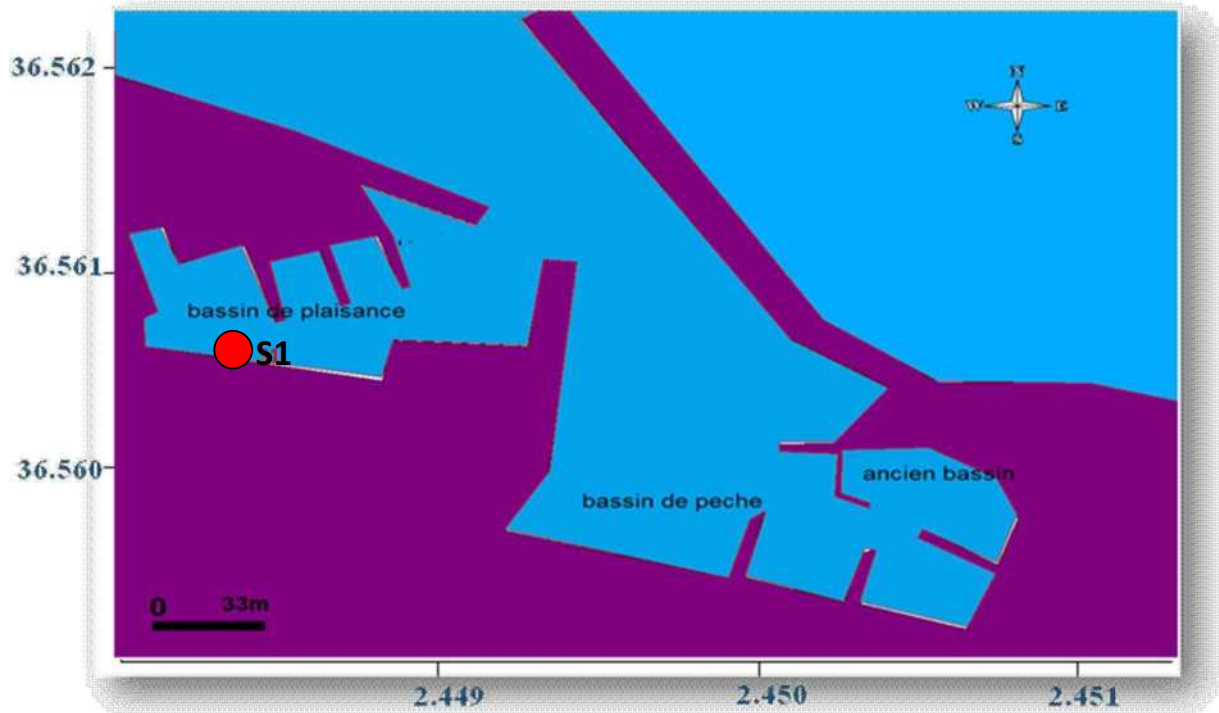 36.562
N
W E
S
36.561
bassin de plaisance
S1
36.560
ancien bassin
bassin de peche
0 33m
2.449 2.450 2.451